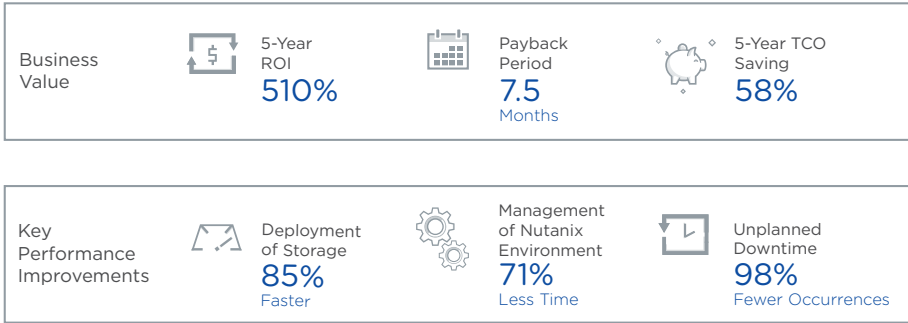 Business
Value
$
5-Year
ROI
510%
Payback
Period
7.5
Months
5-Year TCO
Saving
58%
Key
Performance
Improvements
Deployment
of Storage
85%
Faster
Management
of Nutanix
Environment
71%
Less Time
Unplanned
Downtime
98%
Fewer Occurrences